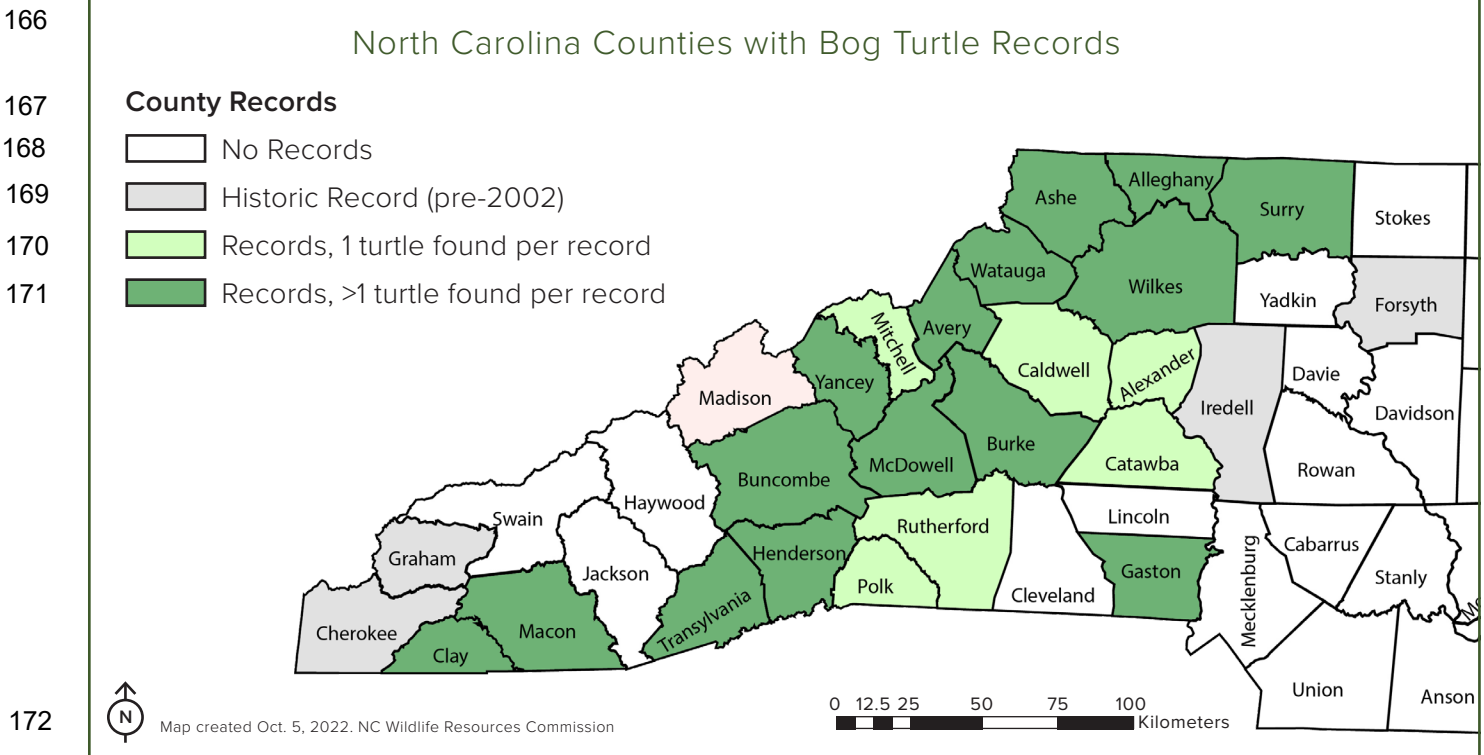 166
North Carolina Counties with Bog Turtle Records
167
County Records
168
No Records
169
Historic Record (pre-2002)
170
Records, 1 turtle found per record
171
Records, >1 turtle found per record
Ashe
Alleghany
Surry
Stokes
Watauga
Wilkes
Yadkin
Forsyth
Mitchell
Avery
Caldwell
Alexander
Davie
Madison
Yancey
Iredell
Davidson
Burke
McDowell
Catawba
Rowan
Buncombe
Haywood
Swain
Rutherford
Lincoln
Graham
Henderson
Cabarrus
Jackson
Polk
Cleveland
Gaston
Mecklenburg
Stanly
Cherokee
Clay
Macon
Transylvania
Union
Anson
0 12.5 25 50 75 100
Kilometers
172
N
Map created Oct. 5, 2022. NC Wildlife Resources Commission